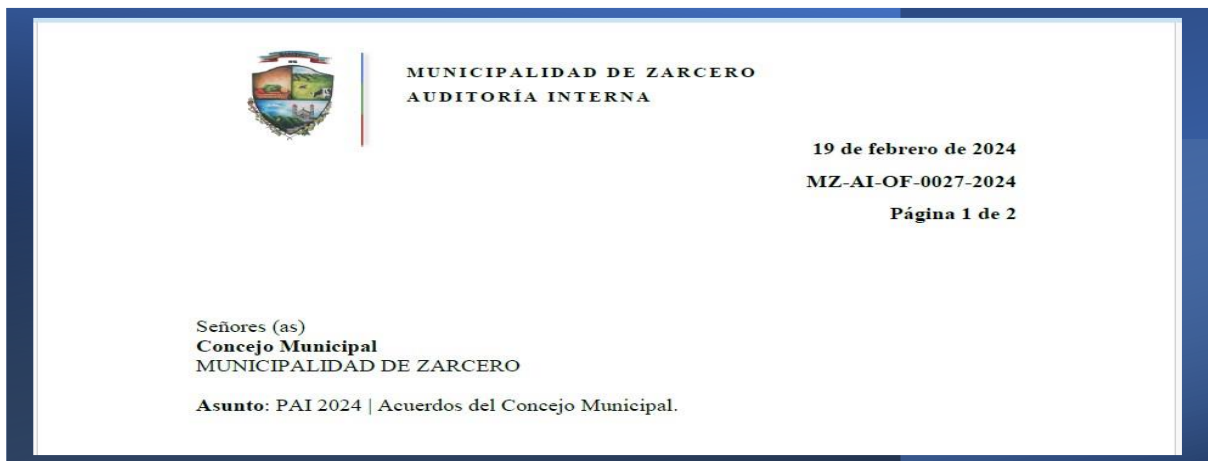 MUNICIPALIDAD DE ZARCERO
AUDITORÍA INTERNA
19 de febrero de 2024
MZ-AI-OF-0027-2024
Página 1 de 2
Señores (as)
Concejo Municipal
MUNICIPALIDAD DE ZARCERO
Asunto: PAI 2024 | Acuerdos del Concejo Municipal.